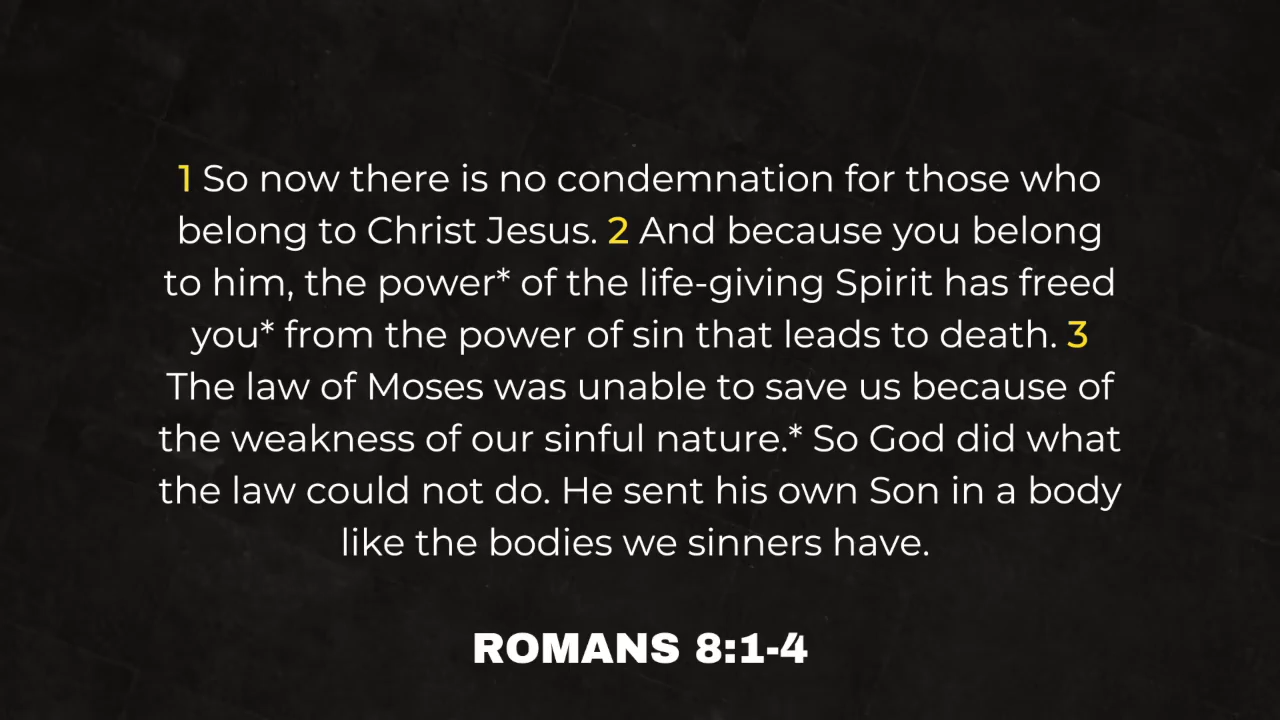 1 So now there is no condemnation for those who
belong to Christ Jesus. 2 And because you belong
to him, the power* of the life-giving Spirit has freed
you* from the power of sin that leads to death. 3
The law of Moses was unable to save us because of
the weakness of our sinful nature.* So God did what
the law could not do. He sent his own Son in a body
like the bodies we sinners have.
ROMANS 8:1-4